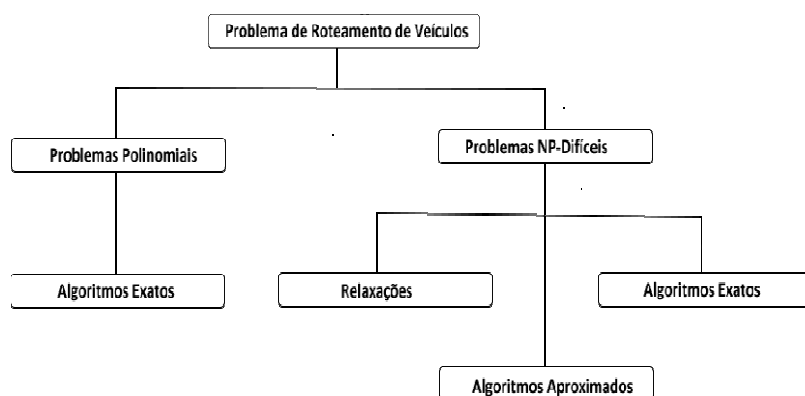 Problema de Roteamento de Veículos
Problemas Polinomiais
Problemas NP-Difíceis
Algoritmos Exatos
Relaxações
Algoritmos Exatos
Algoritmos Aproximados